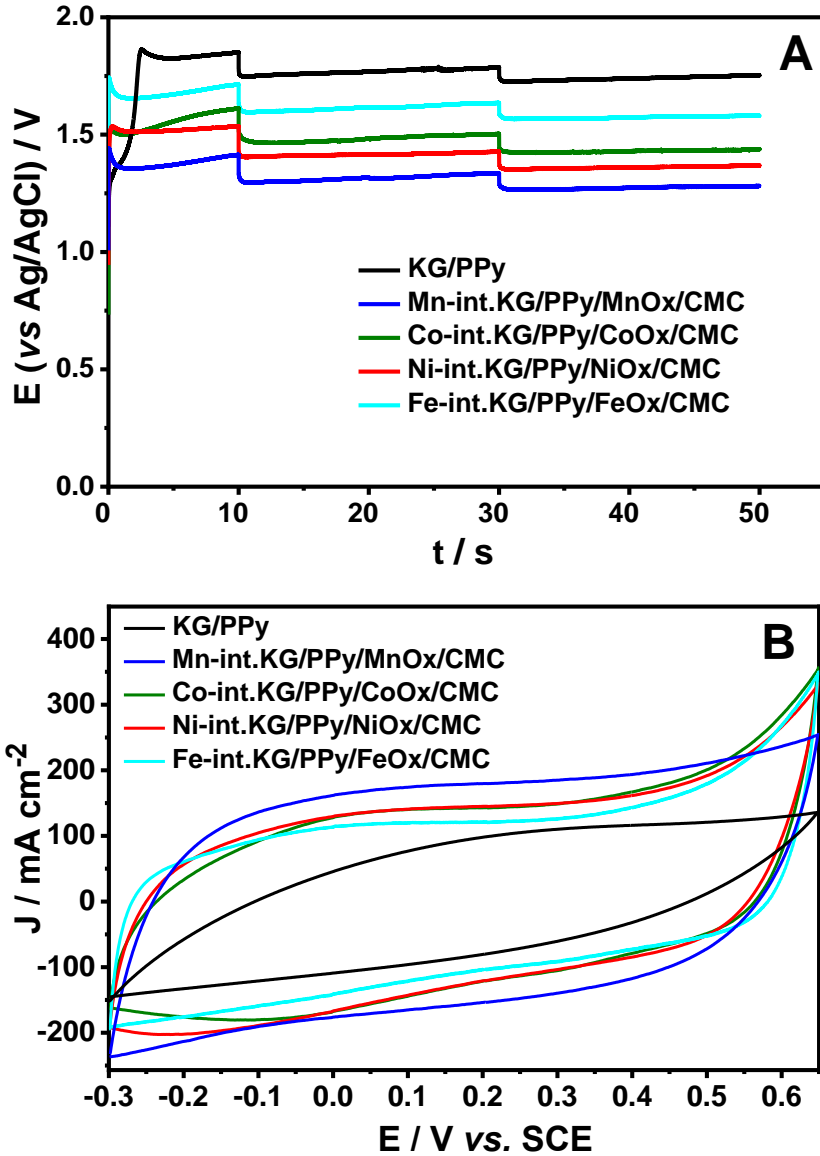 A
E (vs Ag/AgCl) / V
2.0
1.5
1.0
0.5
0.0
KG/PPy
Mn-int.KG/PPy/MnOx/CMC
Co-int.KG/PPy/CoOx/CMC
Ni-int.KG/PPy/NiOx/CMC
Fe-int.KG/PPy/FeOx/CMC
0 10 20 30 40 50
t / s
B
J / mA cm-2
400
300
200
100
0
-100
-200
KG/PPy
Mn-int.KG/PPy/MnOx/CMC
Co-int.KG/PPy/CoOx/CMC
Ni-int.KG/PPy/NiOx/CMC
Fe-int.KG/PPy/FeOx/CMC
-0.3 -0.2 -0.1 0.0 0.1 0.2 0.3 0.4 0.5 0.6
E / V vs. SCE